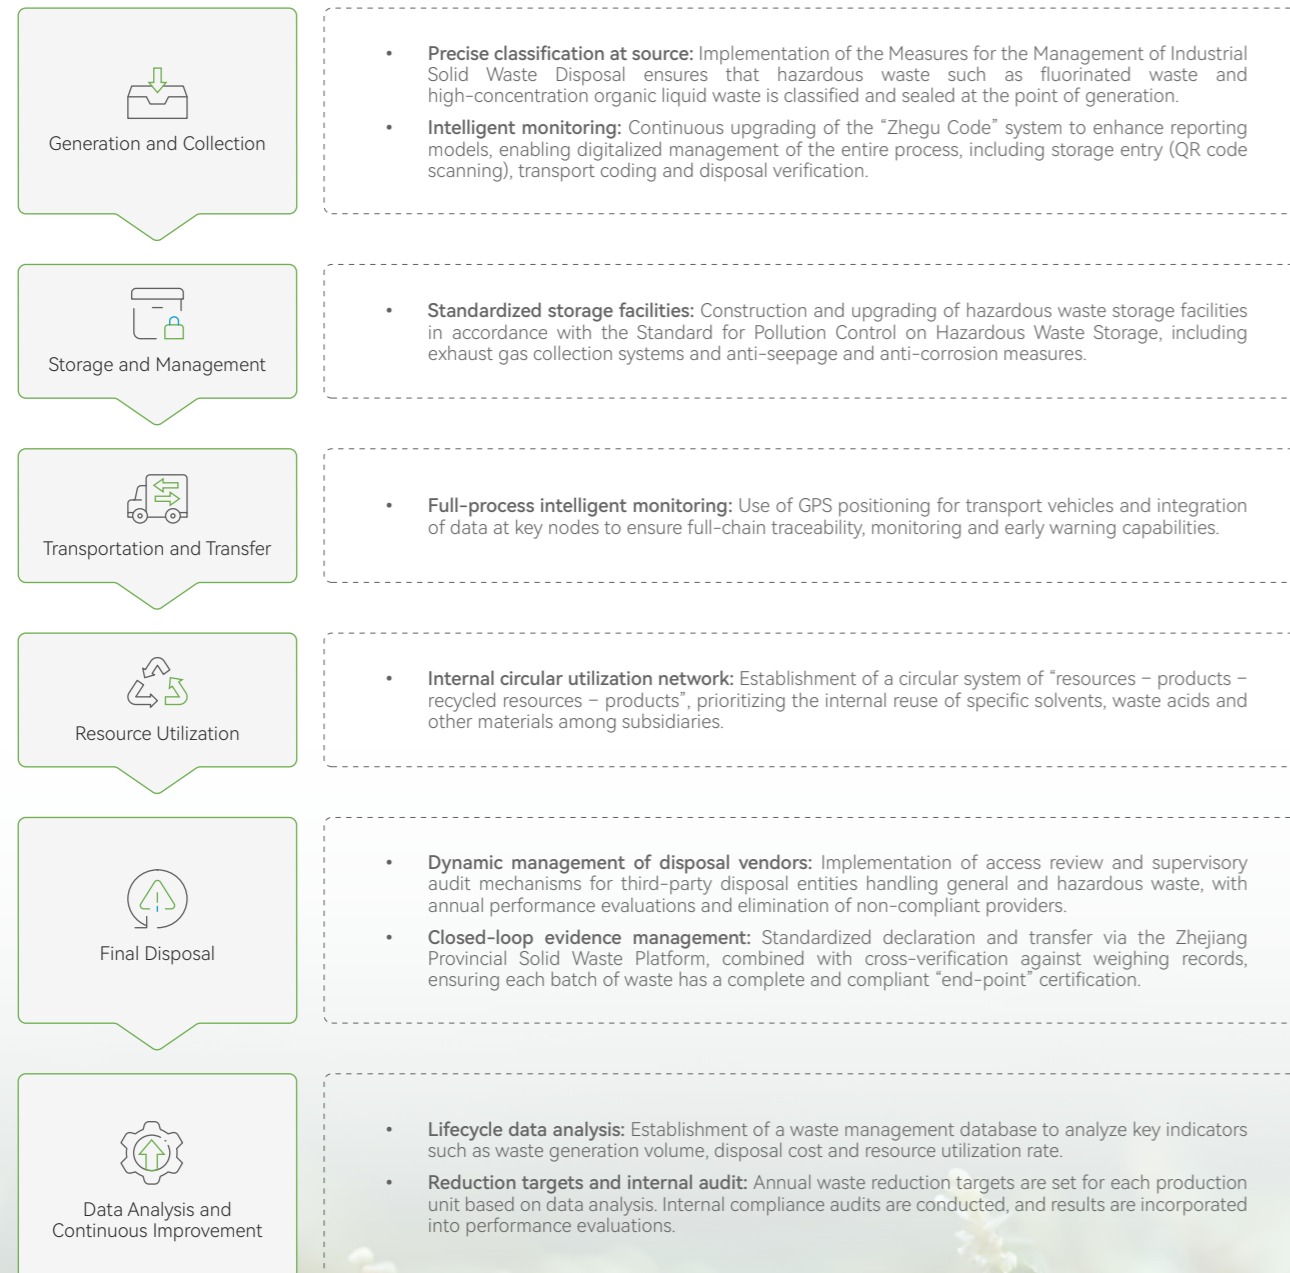 Generation and Collection
• Precise classification at source: Implementation of the Measures for the Management of Industrial
Solid Waste Disposal ensures that hazardous waste such as fluorinated waste and
high-concentration organic liquid waste is classified and sealed at the point of generation.
• Intelligent monitoring: Continuous upgrading of the “Zhegu Code” system to enhance reporting
models, enabling digitalized management of the entire process, including storage entry (QR code
scanning), transport coding and disposal verification.
Storage and Management
• Standardized storage facilities: Construction and upgrading of hazardous waste storage facilities
in accordance with the Standard for Pollution Control on Hazardous Waste Storage, including
exhaust gas collection systems and anti-seepage and anti-corrosion measures.
Transportation and Transfer
• Full-process intelligent monitoring: Use of GPS positioning for transport vehicles and integration
of data at key nodes to ensure full-chain traceability, monitoring and early warning capabilities.
Resource Utilization
• Internal circular utilization network: Establishment of a circular system of “resources – products –
recycled resources – products”, prioritizing the internal reuse of specific solvents, waste acids and
other materials among subsidiaries.
Final Disposal
• Dynamic management of disposal vendors: Implementation of access review and supervisory
audit mechanisms for third-party disposal entities handling general and hazardous waste, with
annual performance evaluations and elimination of non-compliant providers.
• Closed-loop evidence management: Standardized declaration and transfer via the Zhejiang
Provincial Solid Waste Platform, combined with cross-verification against weighing records,
ensuring each batch of waste has a complete and compliant “end-point” certification.
Data Analysis and
Continuous Improvement
• Lifecycle data analysis: Establishment of a waste management database to analyze key indicators
such as waste generation volume, disposal cost and resource utilization rate.
• Reduction targets and internal audit: Annual waste reduction targets are set for each production
unit based on data analysis. Internal compliance audits are conducted, and results are incorporated
into performance evaluations.